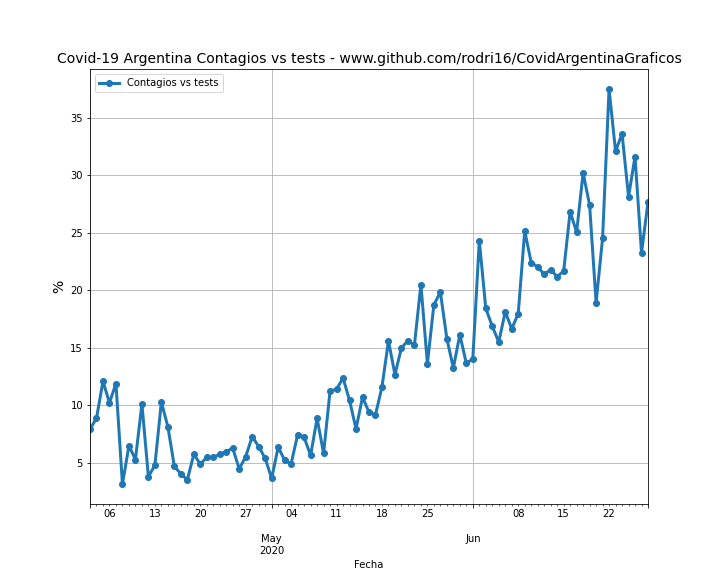 Covid-19 Argentina Contagios vs tests - www.github.com/rodri16/CovidArgentinaGraficos
Contagios vs tests
35
30
25
20
15
10
5
%
06 13 20 27 04 11 18 25 08 15 22
May Jun
2020
Fecha